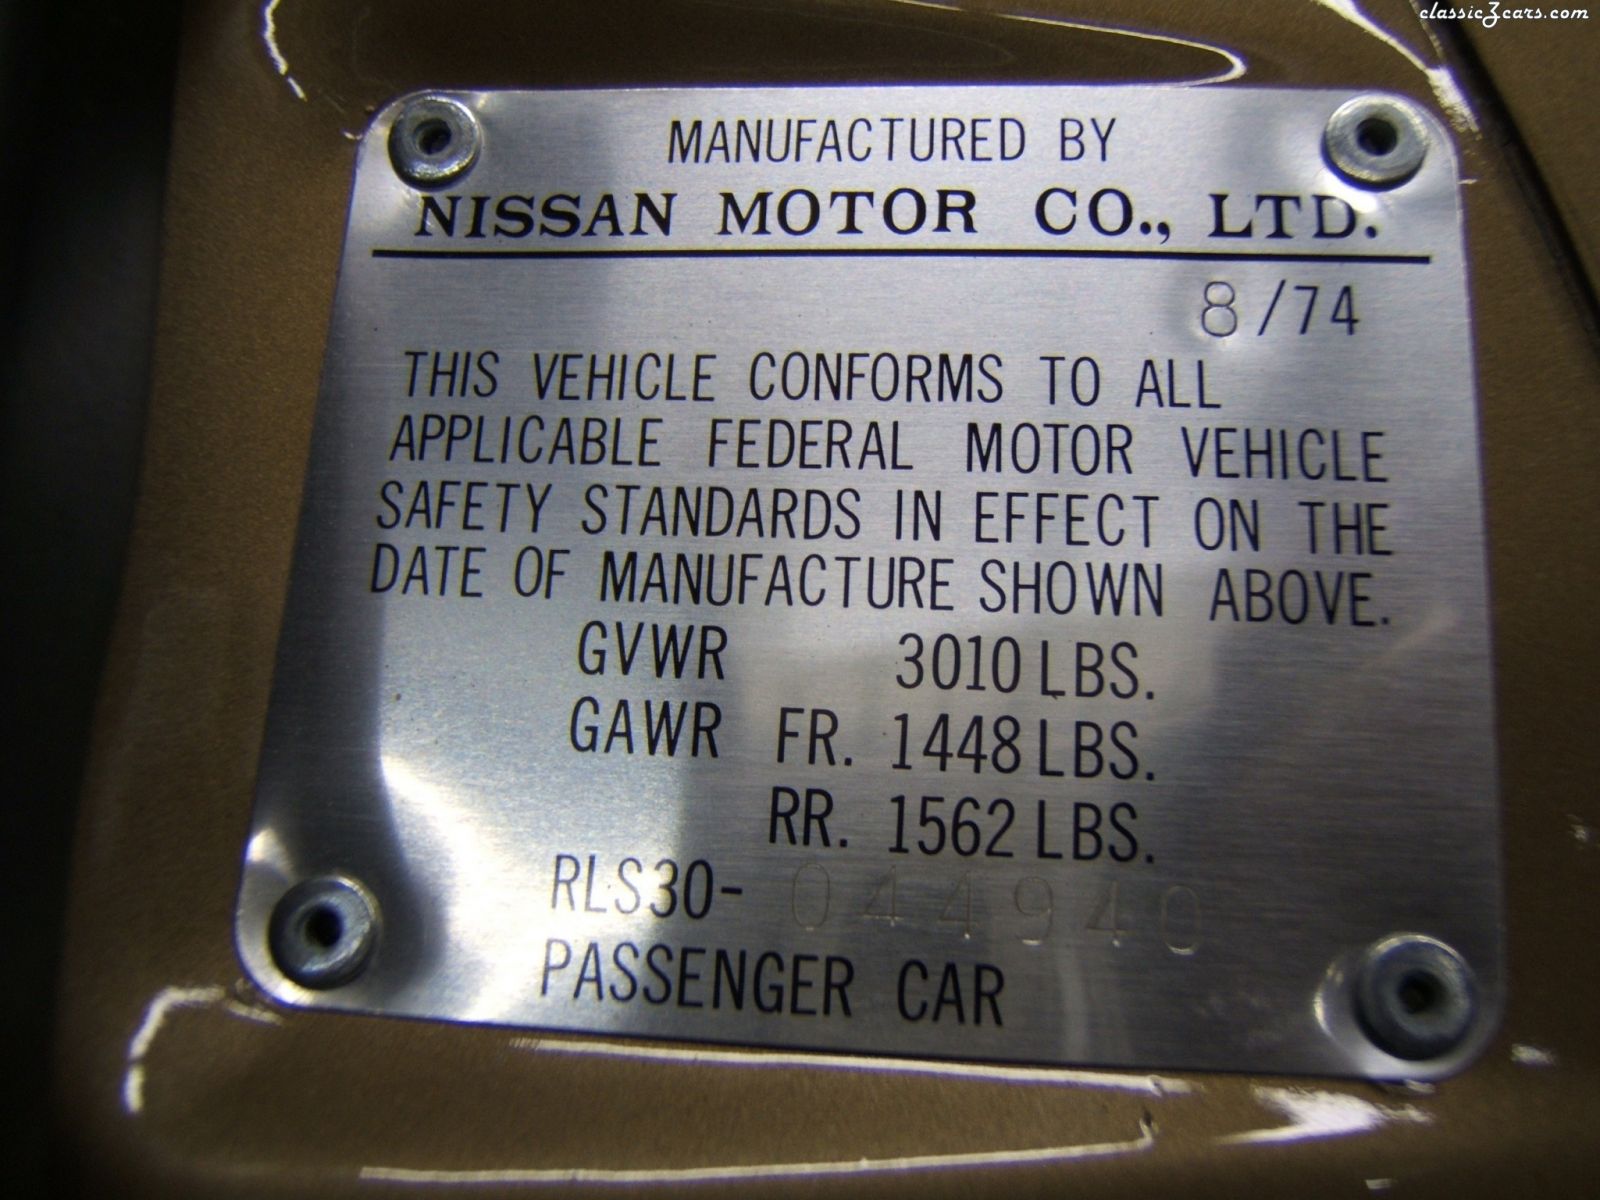 classicZcars.com
MANUFACTURED BY
NISSAN MOTOR CO., LTD.
8/74
THIS VEHICLE CONFORMS TO ALL
APPLICABLE FEDERAL MOTOR VEHICLE
SAFETY STANDARDS IN EFFECT ON THE
DATE OF MANUFACTURE SHOWN ABOVE.
GVWR 3010 LBS.
GAWR FR. 1448 LBS.
RR. 1562 LBS.
RLS30- 044940
PASSENGER CAR